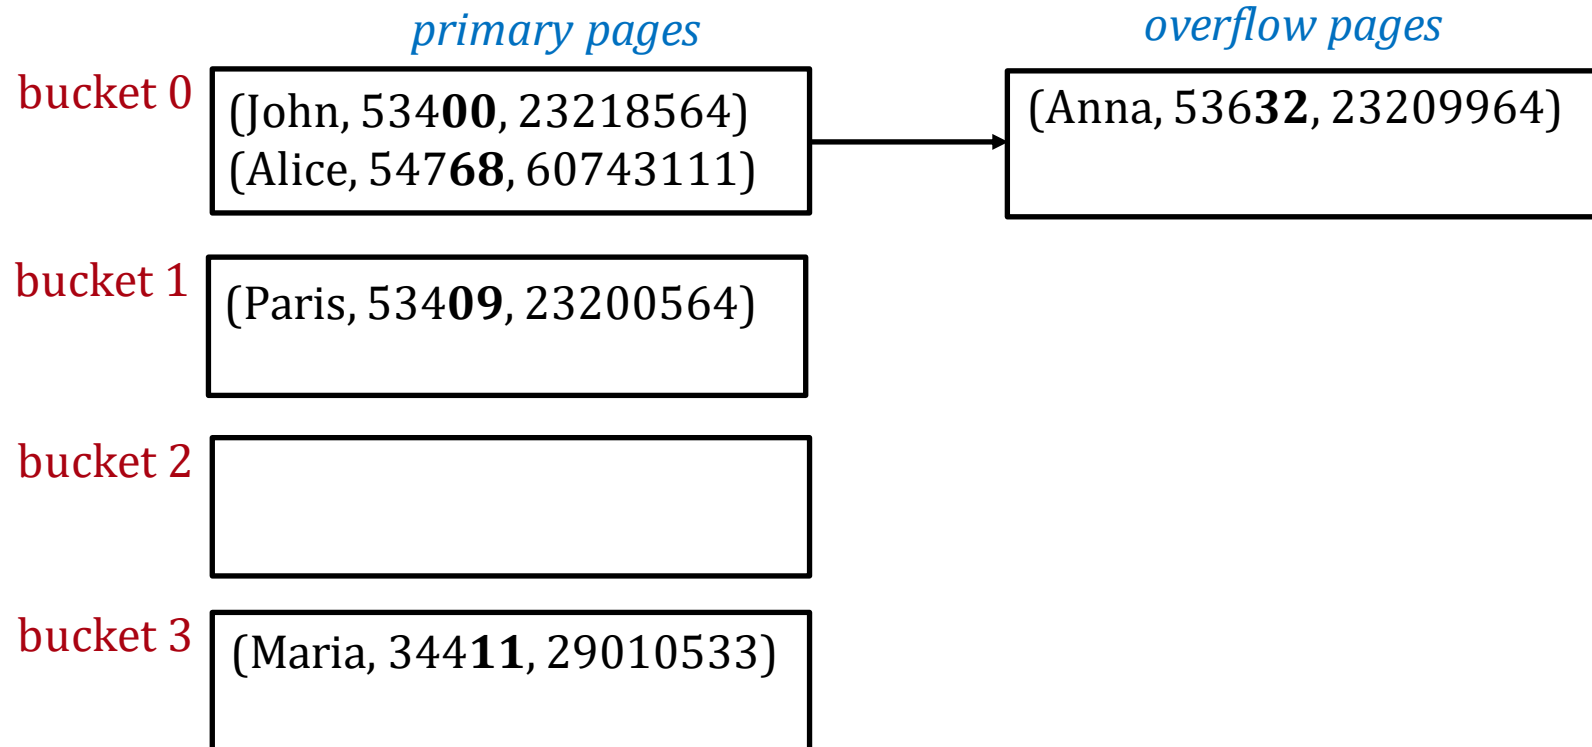 primary pages
overflow pages
bucket 0
(John, 53400, 23218564)
(Alice, 54768, 60743111)
(Anna, 53632, 23209964)
bucket 1
(Paris, 53409, 23200564)
bucket 2
bucket 3
(Maria, 34411, 29010533)